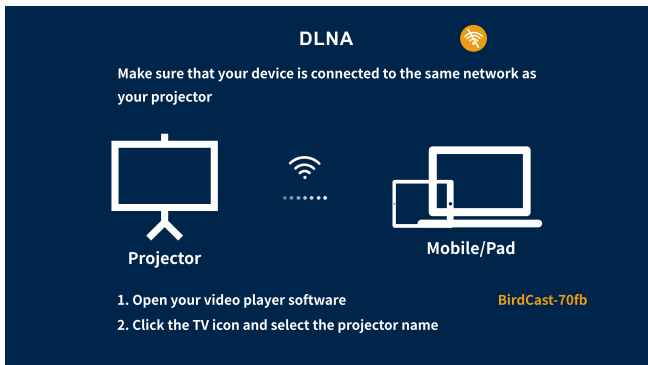 DLNA
Make sure that your device is connected to the same network as
your projector
Projector
Mobile/Pad
1. Open your video player software
BirdCast-70fb
2. Click the TV icon and select the projector name